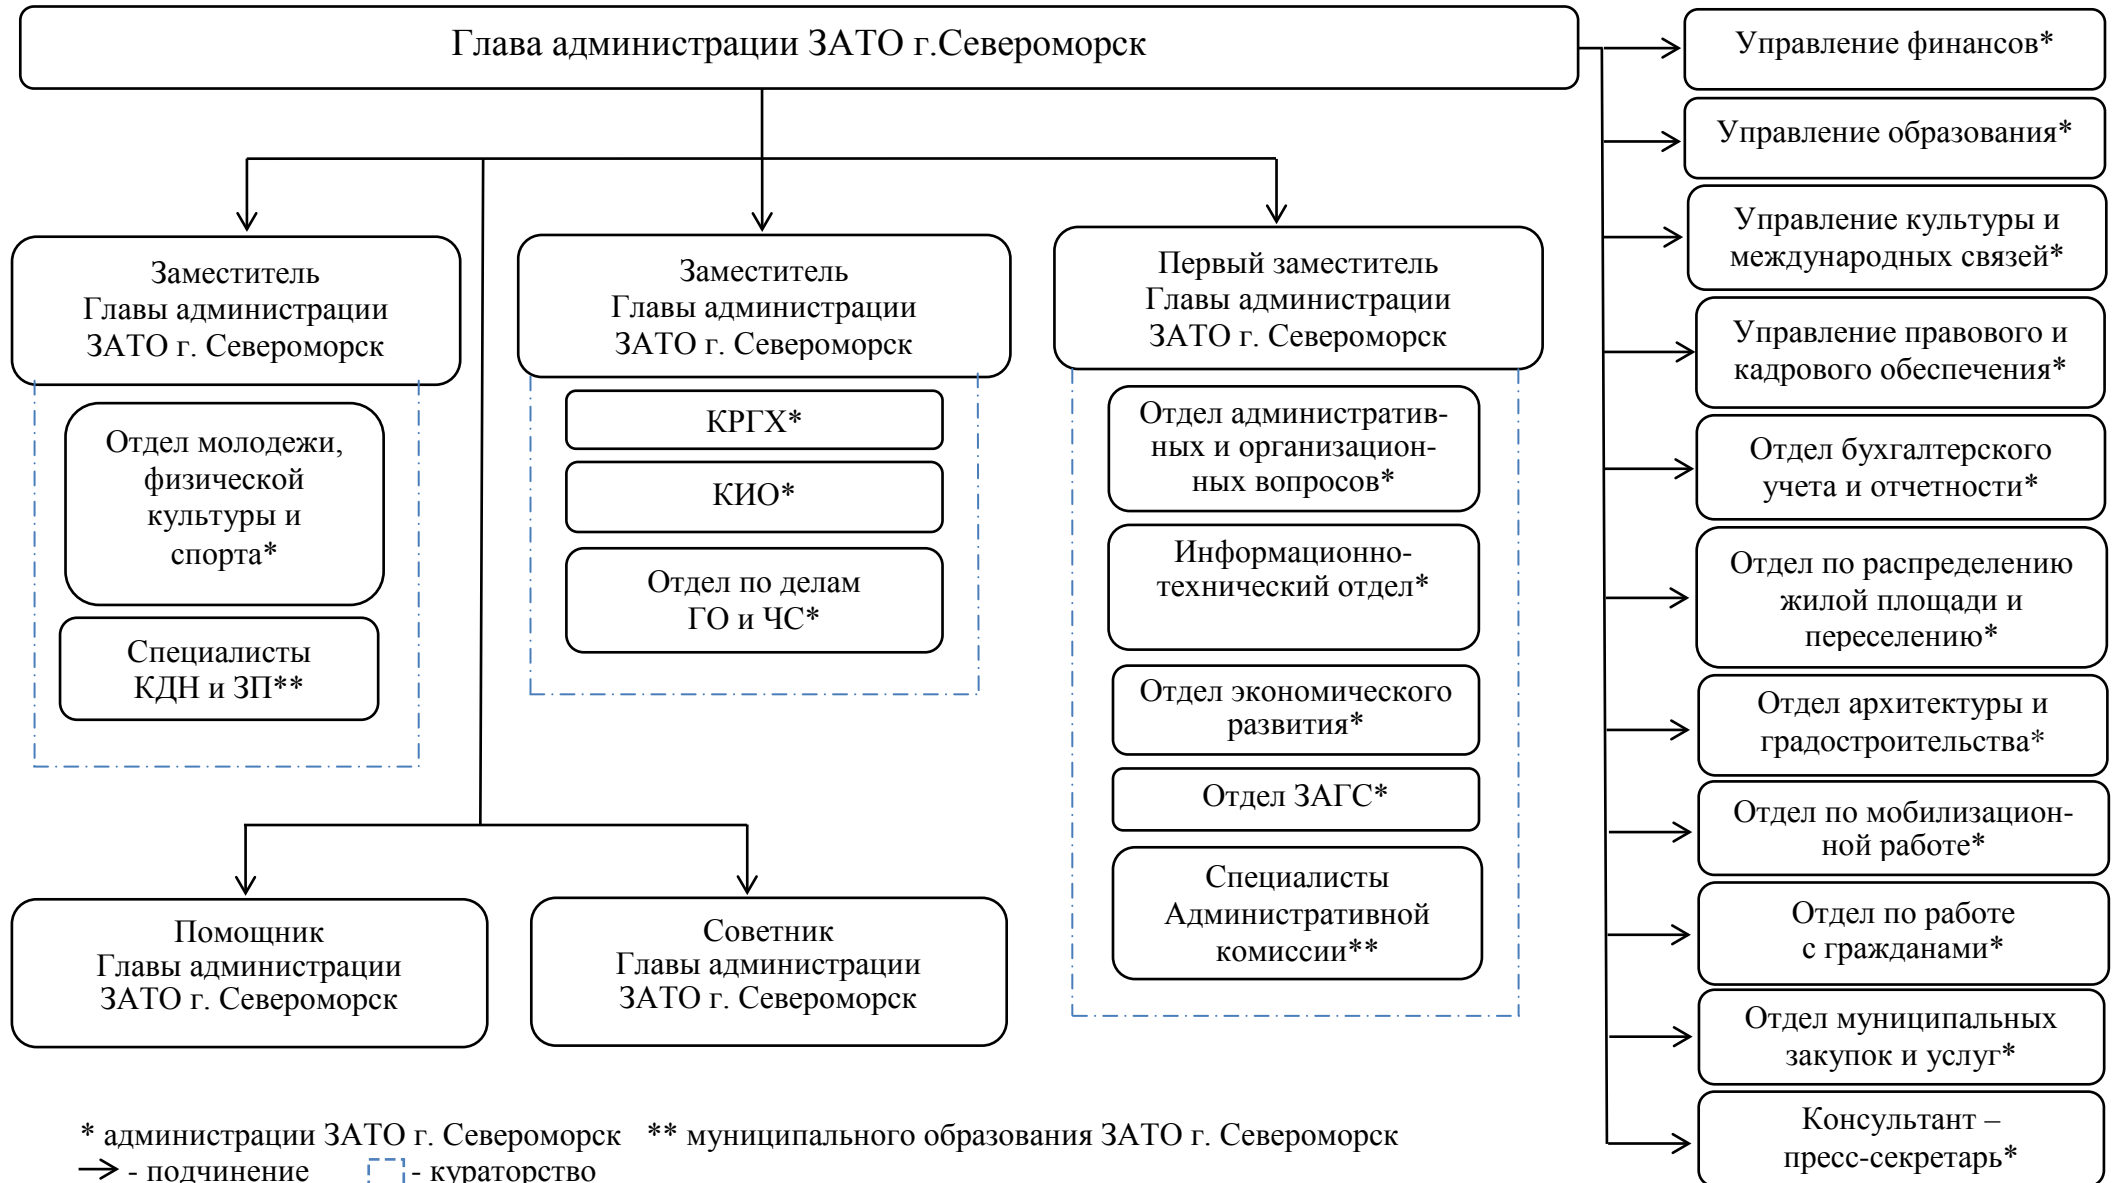 Глава администрации ЗАТО г.Североморск
Заместитель
Главы администрации
ЗАТО г. Североморск
Отдел молодежи,
физической
культуры и
спорта*
Специалисты
КДН и ЗП**
Заместитель
Главы администрации
ЗАТО г. Североморск
КРГХ*
КИО*
Отдел по делам
ГО и ЧС*
Первый заместитель
Главы администрации
ЗАТО г. Североморск
Отдел административ-
ных и организацион-
ных вопросов*
Информационно-
технический отдел*
Отдел экономического
развития*
Отдел ЗАГС*
Специалисты
Административной
комиссии**
Помощник
Главы администрации
ЗАТО г. Североморск
Советник
Главы администрации
ЗАТО г. Североморск
Управление финансов*
Управление образования*
Управление культуры и
международных связей*
Управление правового и
кадрового обеспечения*
Отдел бухгалтерского
учета и отчетности*
Отдел по распределению
жилой площади и
переселению*
Отдел архитектуры и
градостроительства*
Отдел по мобилизацион-
ной работе*
Отдел по работе
с гражданами*
Отдел муниципальных
закупок и услуг*
Консультант –
пресс-секретарь*
* администрации ЗАТО г. Североморск ** муниципального образования ЗАТО г. Североморск
- подчинение - кураторство